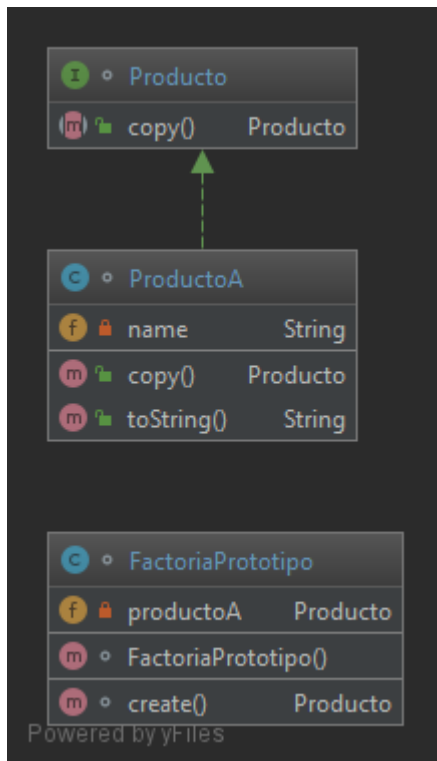 Producto
copy() Producto
ProductoA
name String
copy() Producto
toString() String
FactoriaPrototipo
productoA Producto
FactoriaPrototipo()
create() Producto
Powered by yFiles